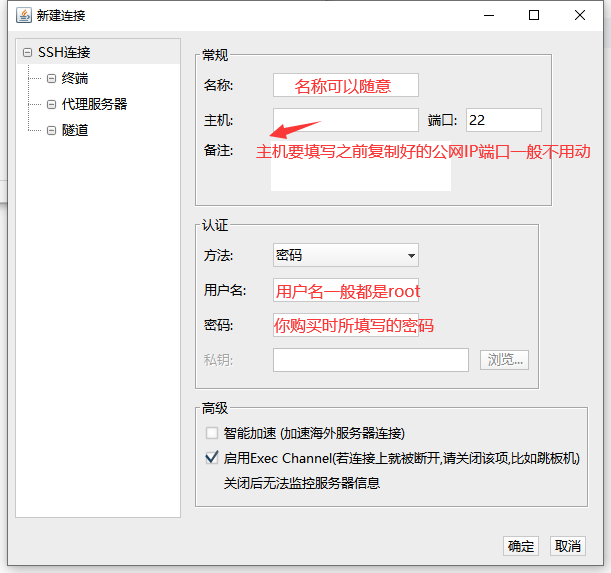 新建连接
SSH连接
终端
代理服务器
隧道
常规
名称:
名称可以随意
主机:
端口: 22
备注:
主机要填写之前复制好的公网IP端口一般不用动
认证
方法: 密码
用户名: 用户名一般都是root
密码: 你购买时所填写的密码
私钥: 浏览...
高级
智能加速 (加速海外服务器连接)
启用Exec Channel(若连接上就被断开,请关闭该项,比如跳板机)
关闭后无法监控服务器信息
确定 取消